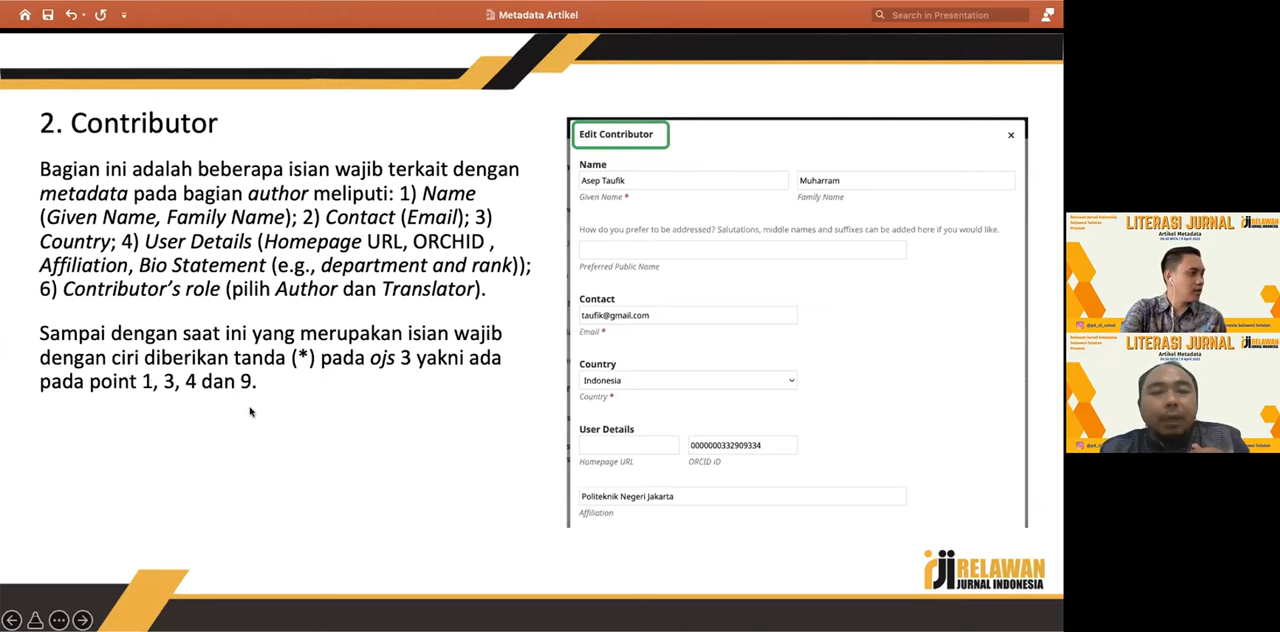 Metadata Artikel
Search in Presentation
2. Contributor
Bagian ini adalah beberapa isian wajib terkait dengan
metadata pada bagian author meliputi: 1) Name
(Given Name, Family Name); 2) Contact (Email); 3)
Country; 4) User Details (Homepage URL, ORCHID ,
Affiliation, Bio Statement (e.g., department and rank));
6) Contributor's role (pilih Author dan Translator).
Sampai dengan saat ini yang merupakan isian wajib
dengan ciri diberikan tanda (*) pada ojs 3 yakni ada
pada point 1, 3, 4 dan 9.
Edit Contributor
Name
Asep Taufik Muharram
Given Name * Family Name
How do you prefer to be addressed? Salutations, middle names and suffixes can be added here if you would like.
Preferred Public Name
Contact
taufik@gmail.com
Email *
Country
Indonesia
Country *
User Details
0000000332909334
Homepage URL ORCID iD
Politeknik Negeri Jakarta
Affiliation
RELAWAN
JURNAL INDONESIA
LITERASI JURNAL
Artikel Metadata
LITERASI JURNAL
Artikel Metadata